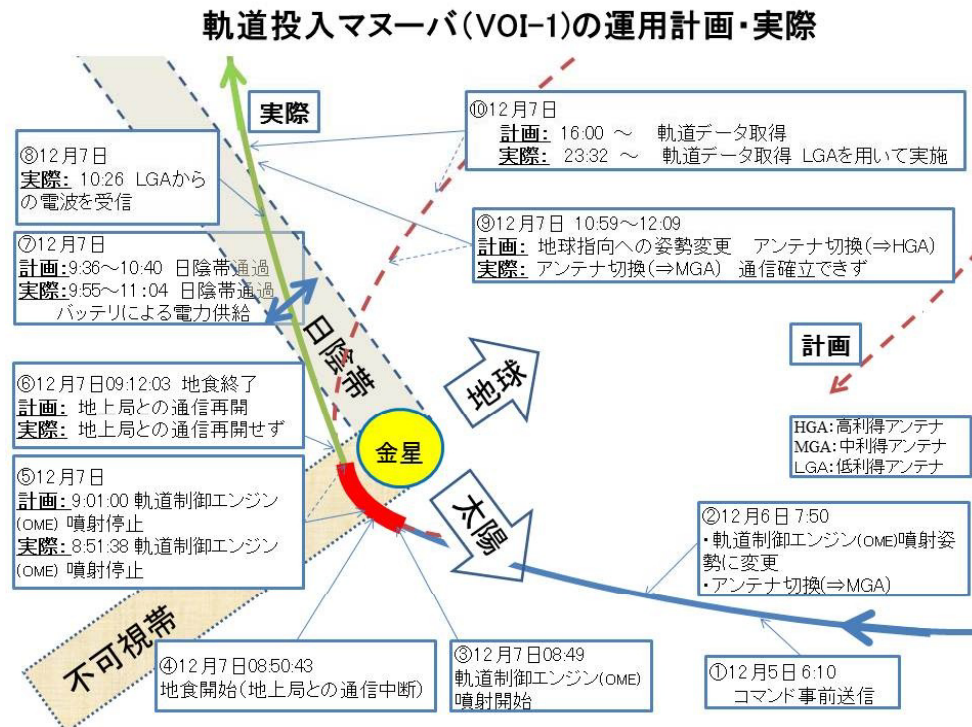 軌道投入マヌーバ(VOI-1)の運用計画・実際
実際
⑩12月7日
計画: 16:00 ～ 軌道データ取得
実際: 23:32 ～ 軌道データ取得 LGAを用いて実施
⑧12月7日
実際: 10:26 LGAから
の電波を受信
⑨12月7日 10:59～12:09
計画: 地球指向への姿勢変更 アンテナ切換(⇒HGA)
実際: アンテナ切換(⇒MGA) 通信確立できず
⑦12月7日
計画:9:36～10:40 日陰帯通過
実際:9:55～11:04 日陰帯通過
バッテリによる電力供給
日陰帯
計画
地球
⑥12月7日09:12:03 地食終了
計画: 地上局との通信再開
実際: 地上局との通信再開せず
金星
HGA:高利得アンテナ
MGA:中利得アンテナ
LGA:低利得アンテナ
⑤12月7日
計画:9:01:00 軌道制御エンジン
(OME) 噴射停止
実際:8:51:38 軌道制御エンジン
(OME) 噴射停止
太陽
②12月6日 7:50
・軌道制御エンジン(OME)噴射姿
勢に変更
・アンテナ切換(⇒MGA)
不可視帯
④12月7日08:50:43
地食開始(地上局との通信中断)
③12月7日08:49
軌道制御エンジン(OME)
噴射開始
①12月5日 6:10
コマンド事前送信